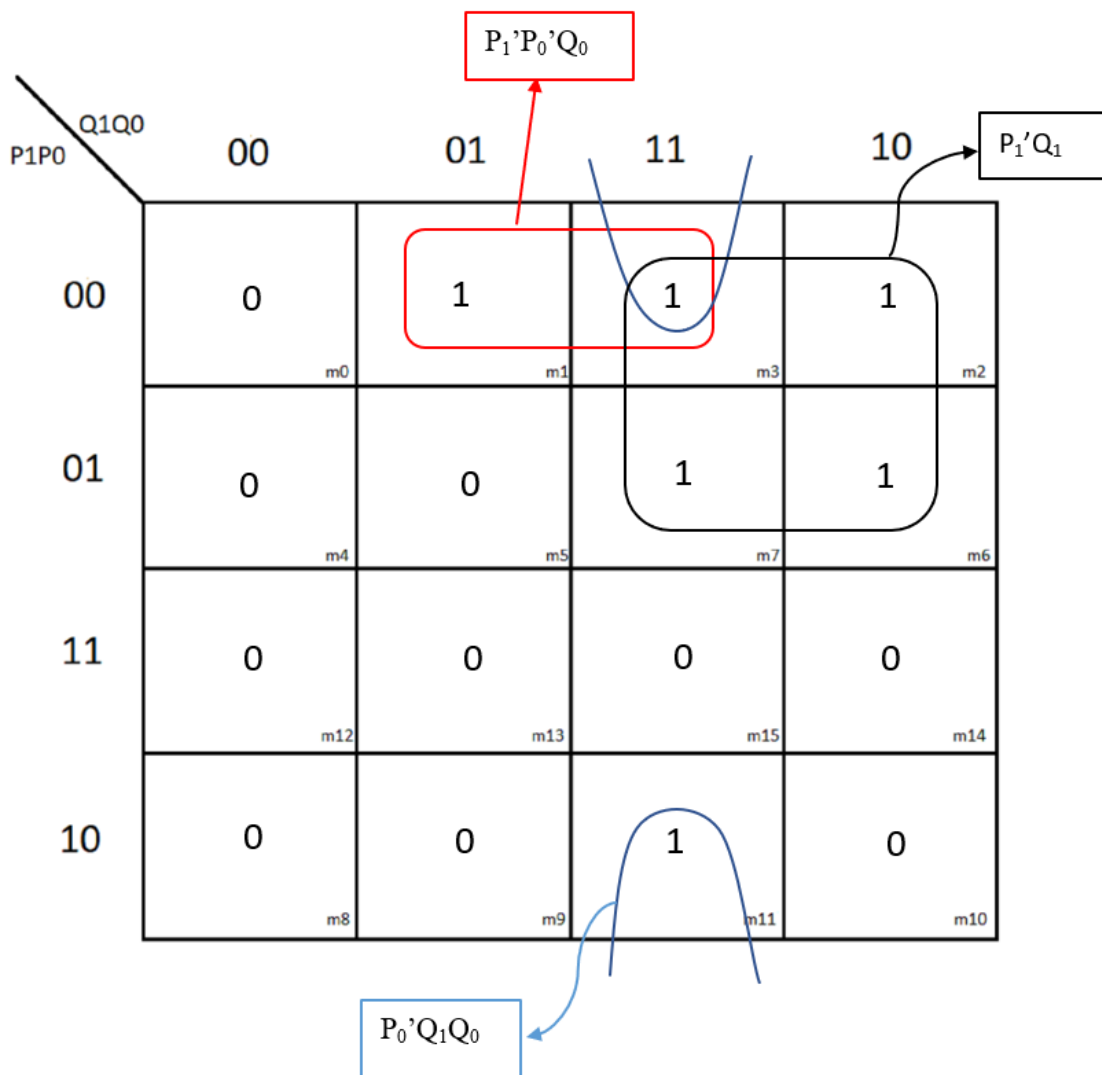 P₁’P₀’Q₀
Q1Q0
P1P0
00 01 11 10
P₁’Q₁
00 0 1 1 1
m0 m1 m3 m2
01 0 0 1 1
m4 m5 m7 m6
11 0 0 0 0
m12 m13 m15 m14
10 0 0 1 0
m8 m9 m11 m10
P₀’Q₁Q₀